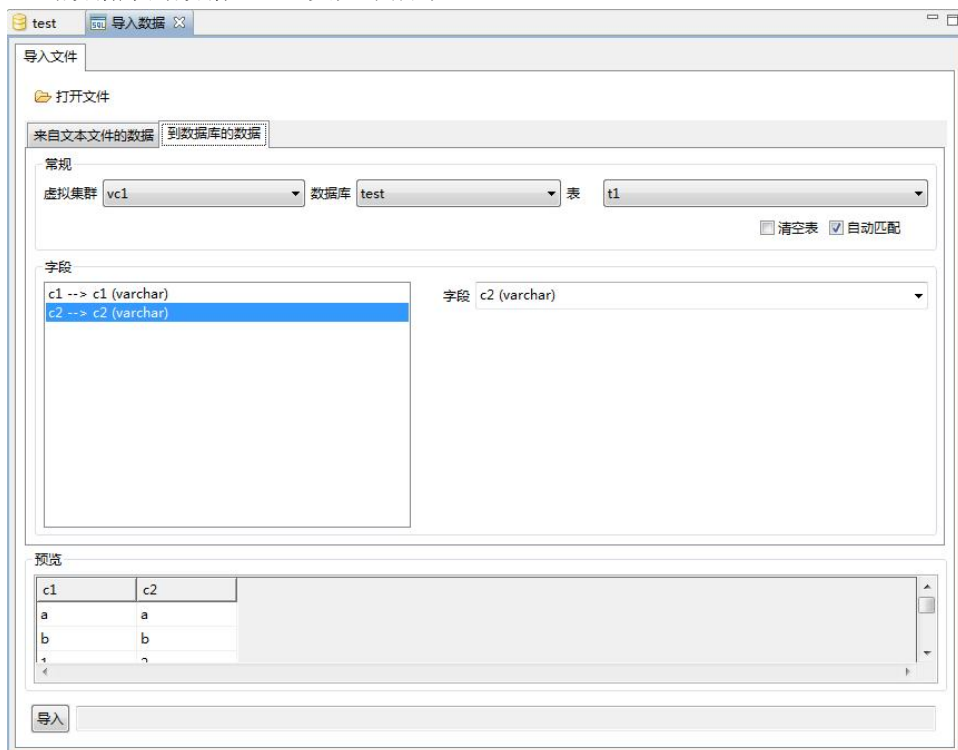 test 导入数据
导入文件
打开文件
来自文本文件的数据 到数据库的数据
常规
虚拟集群 vc1 数据库 test 表 t1
清空表 自动匹配
字段
c1 --> c1 (varchar) 字段 c2 (varchar)
c2 --> c2 (varchar)
预览
c1 c2
a a
b b
导入